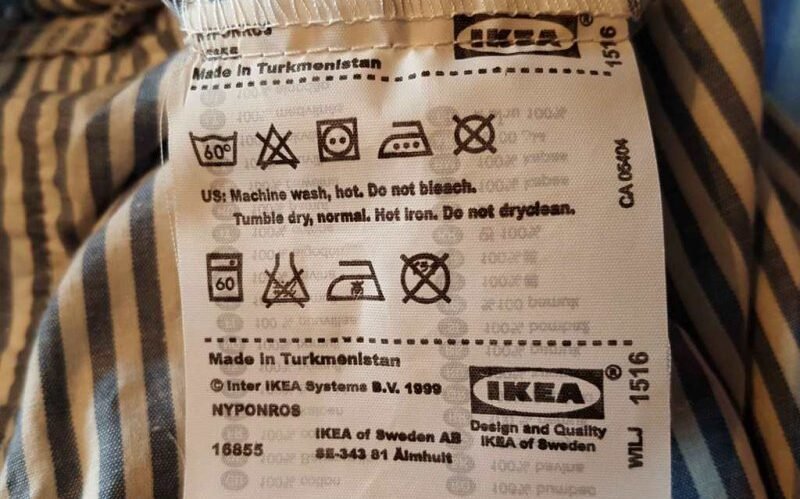 NYPONROS
IKEA ®
1516
Made in Turkmenistan
60°
CA 06404
US: Machine wash, hot. Do not bleach.
Tumble dry, normal. Hot iron. Do not dryclean.
60
Made in Turkmenistan
© Inter IKEA Systems B.V. 1999
NYPONROS
IKEA ®
Design and Quality
IKEA of Sweden
16855
IKEA of Sweden AB
SE-343 81 Älmhult
WILJ 1516